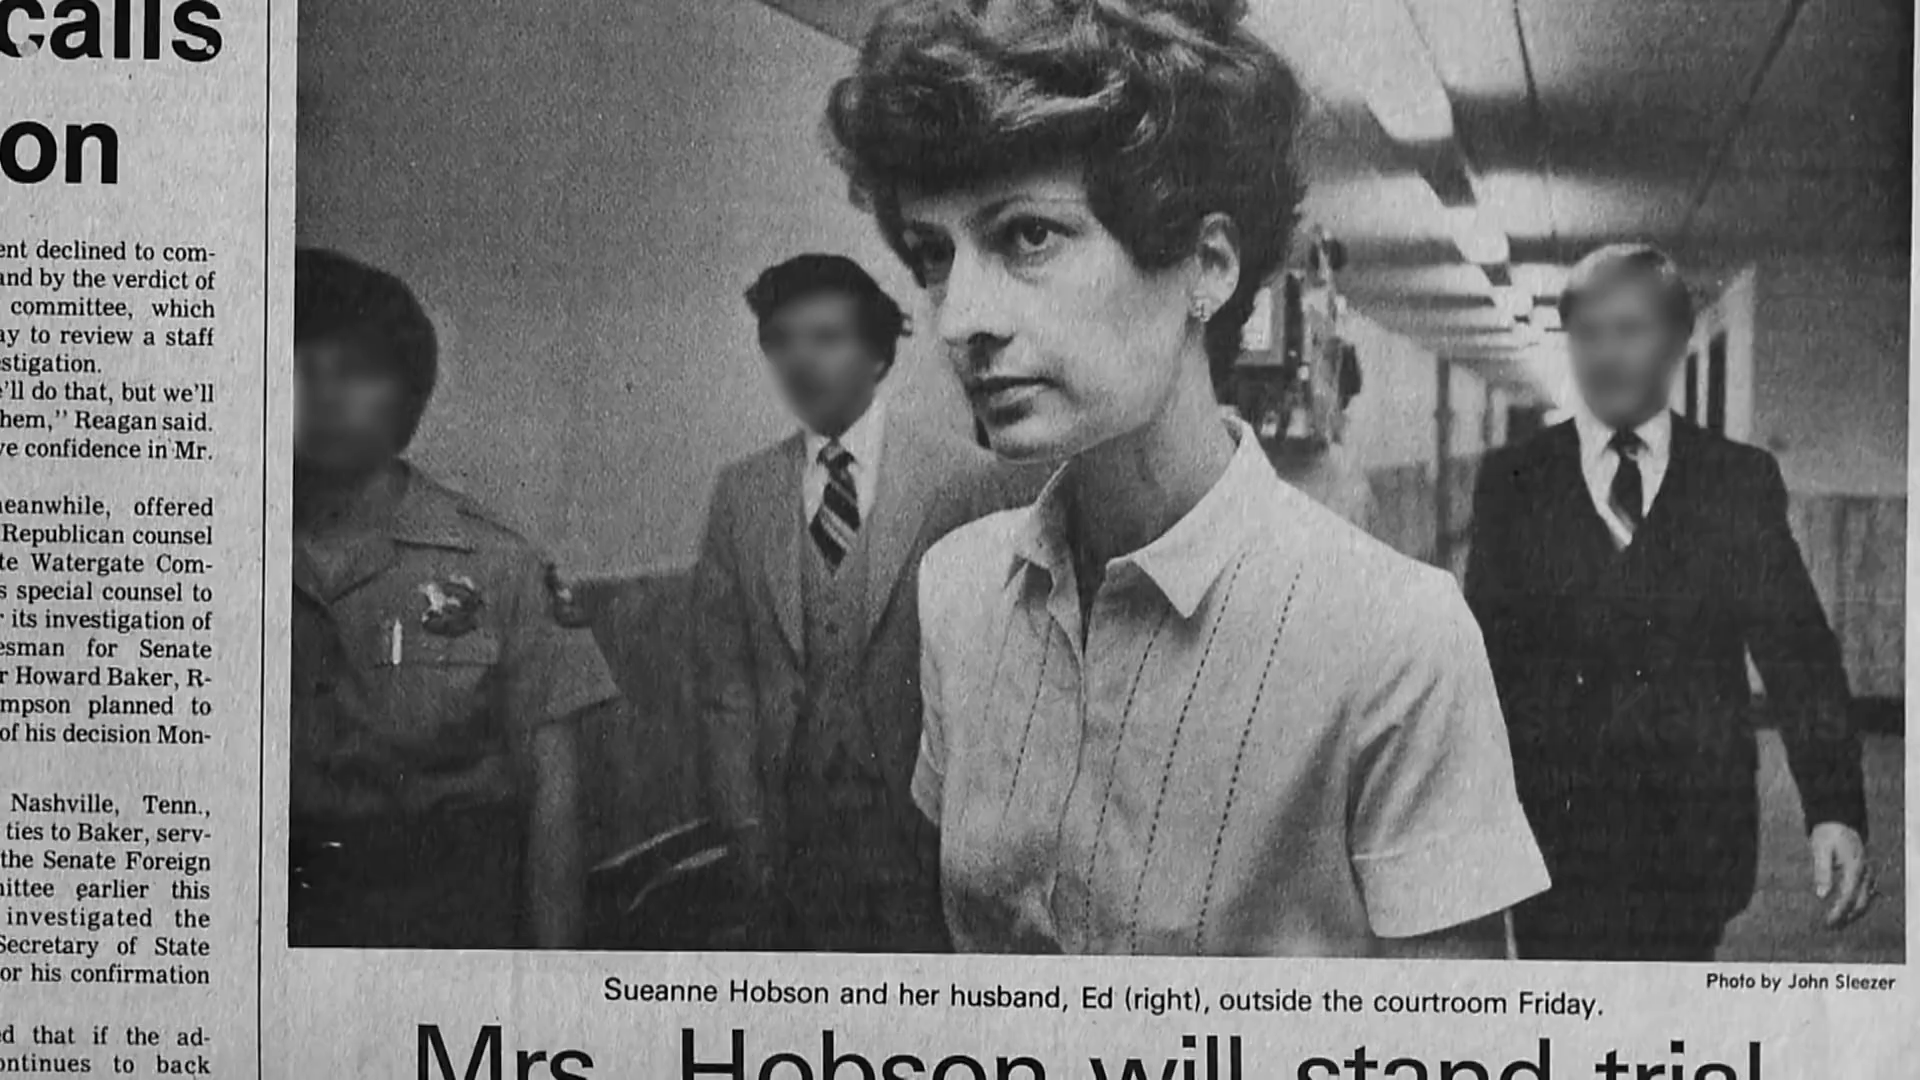 calls
on
ent declined to com-
and by the verdict of
committee, which
ay to review a staff
stigation.
e'll do that, but we'll
hem," Reagan said.
ve confidence in Mr.
meanwhile, offered
Republican counsel
te Watergate Com-
s special counsel to
r its investigation of
esman for Senate
r Howard Baker, R-
mpson planned to
of his decision Mon-
Nashville, Tenn.,
ties to Baker, serv-
the Senate Foreign
mittee earlier this
investigated the
Secretary of State
or his confirmation
ed that if the ad-
ontinues to back
Photo by John Sleezer
Sueanne Hobson and her husband, Ed (right), outside the courtroom Friday.
Mrs. Hobson will stand trial